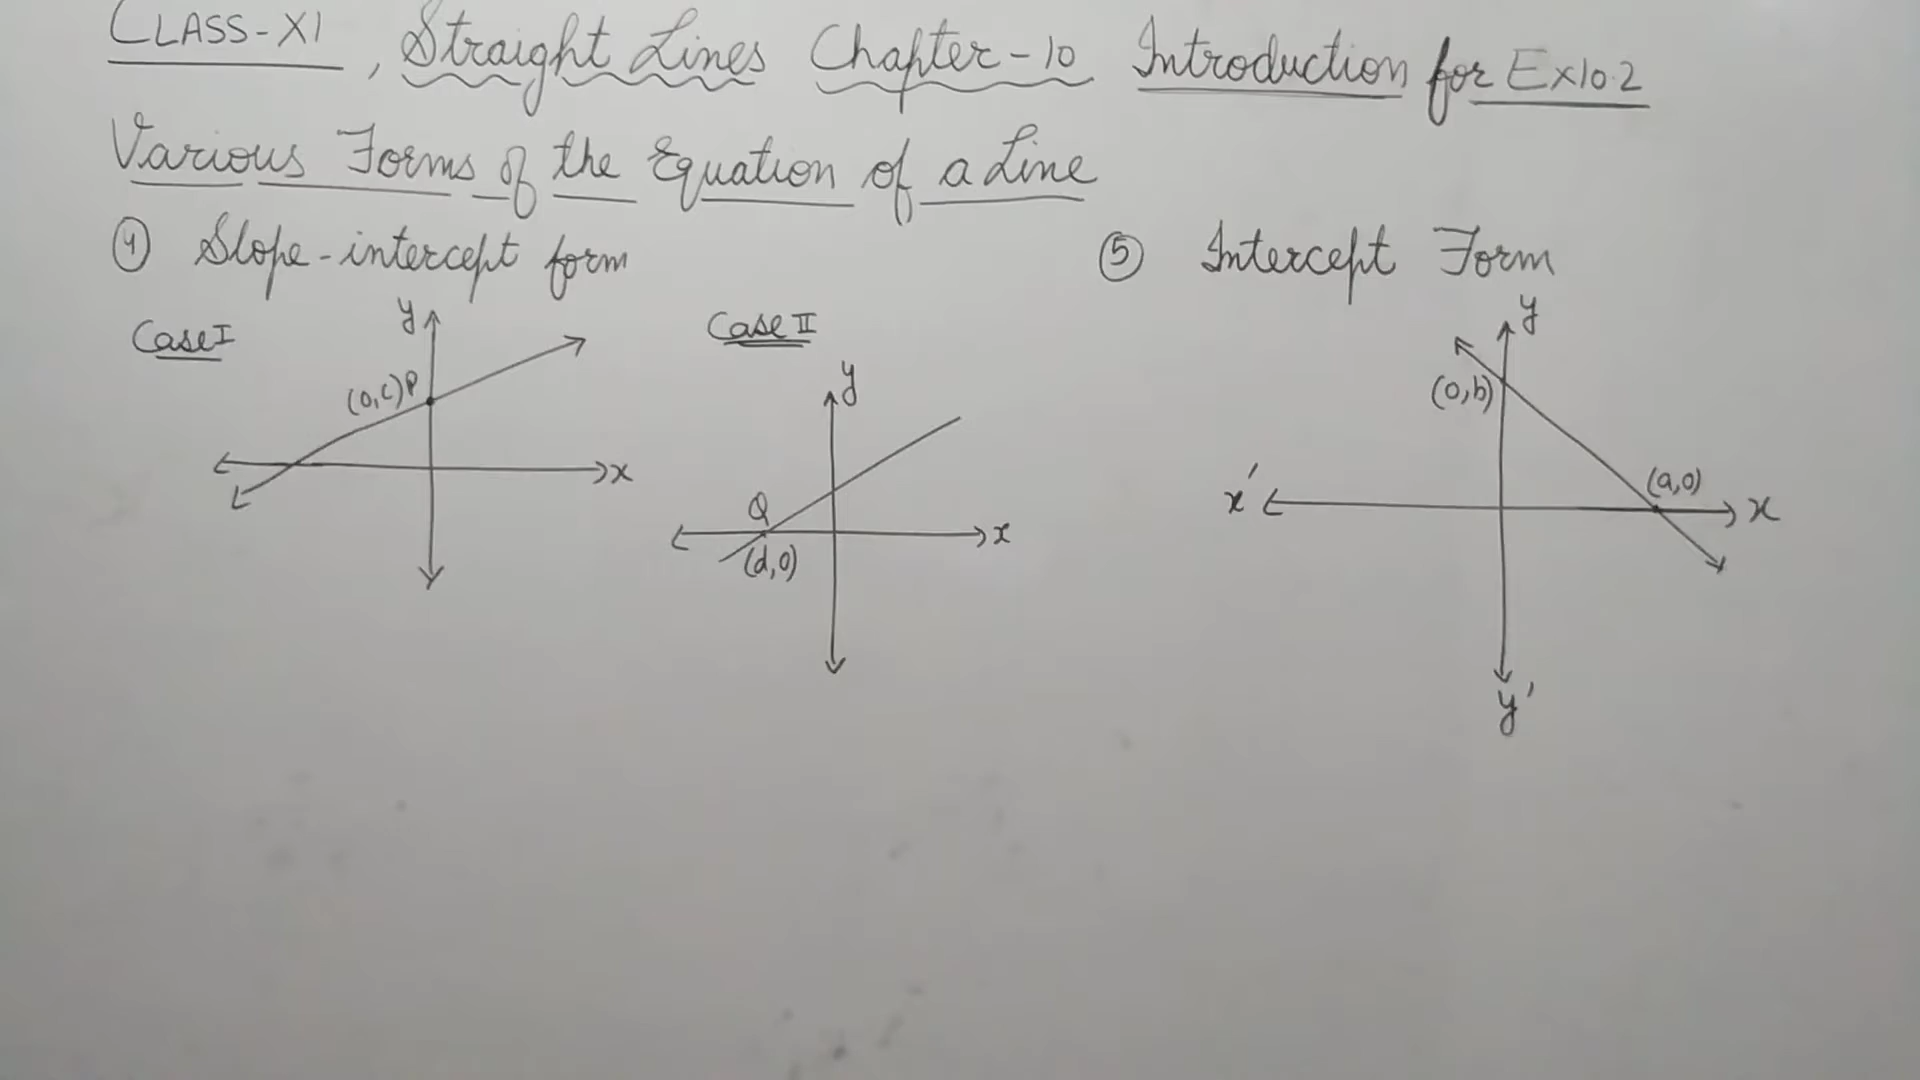 CLASS-XI, Straight Lines Chapter-10 Introduction for Ex10.2
Various Forms of the Equation of a Line
④ Slope-intercept form
Case I
y
(0,c) P
x
Case II
y
Q
(d,0)
x
⑤ Intercept Form
y
(0,b)
(a,0)
x'
x
y'